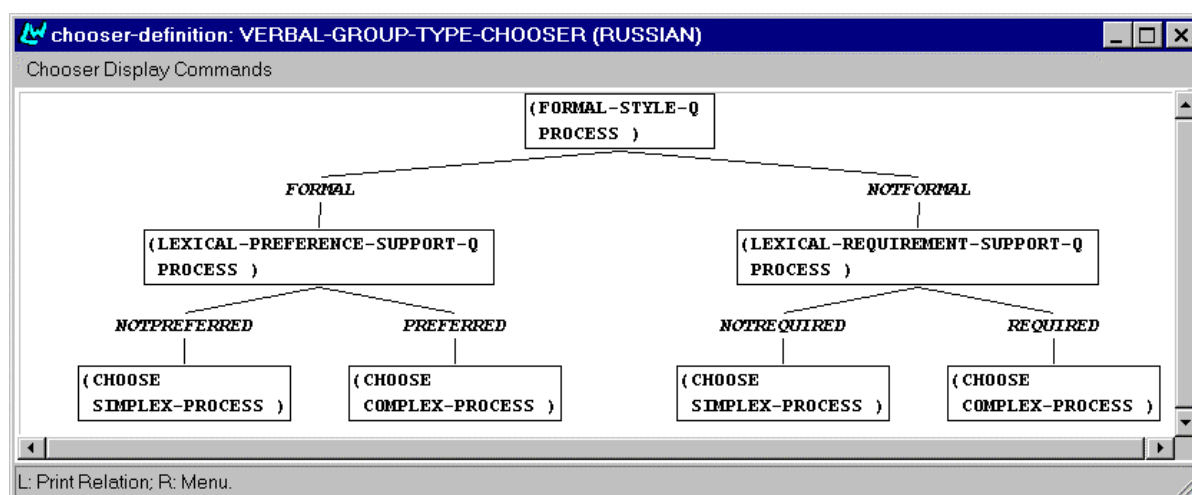 chooser-definition: VERBAL-GROUP-TYPE-CHOOSER (RUSSIAN)
Chooser Display Commands
(FORMAL-STYLE-Q
PROCESS )
FORMAL
NOTFORMAL
(LEXICAL-PREFERENCE-SUPPORT-Q
PROCESS )
(LEXICAL-REQUIREMENT-SUPPORT-Q
PROCESS )
NOTPREFERRED
PREFERRED
NOTREQUIRED
REQUIRED
(CHOOSE
SIMPLEX-PROCESS )
(CHOOSE
COMPLEX-PROCESS )
(CHOOSE
SIMPLEX-PROCESS )
(CHOOSE
COMPLEX-PROCESS )
L: Print Relation; R: Menu.